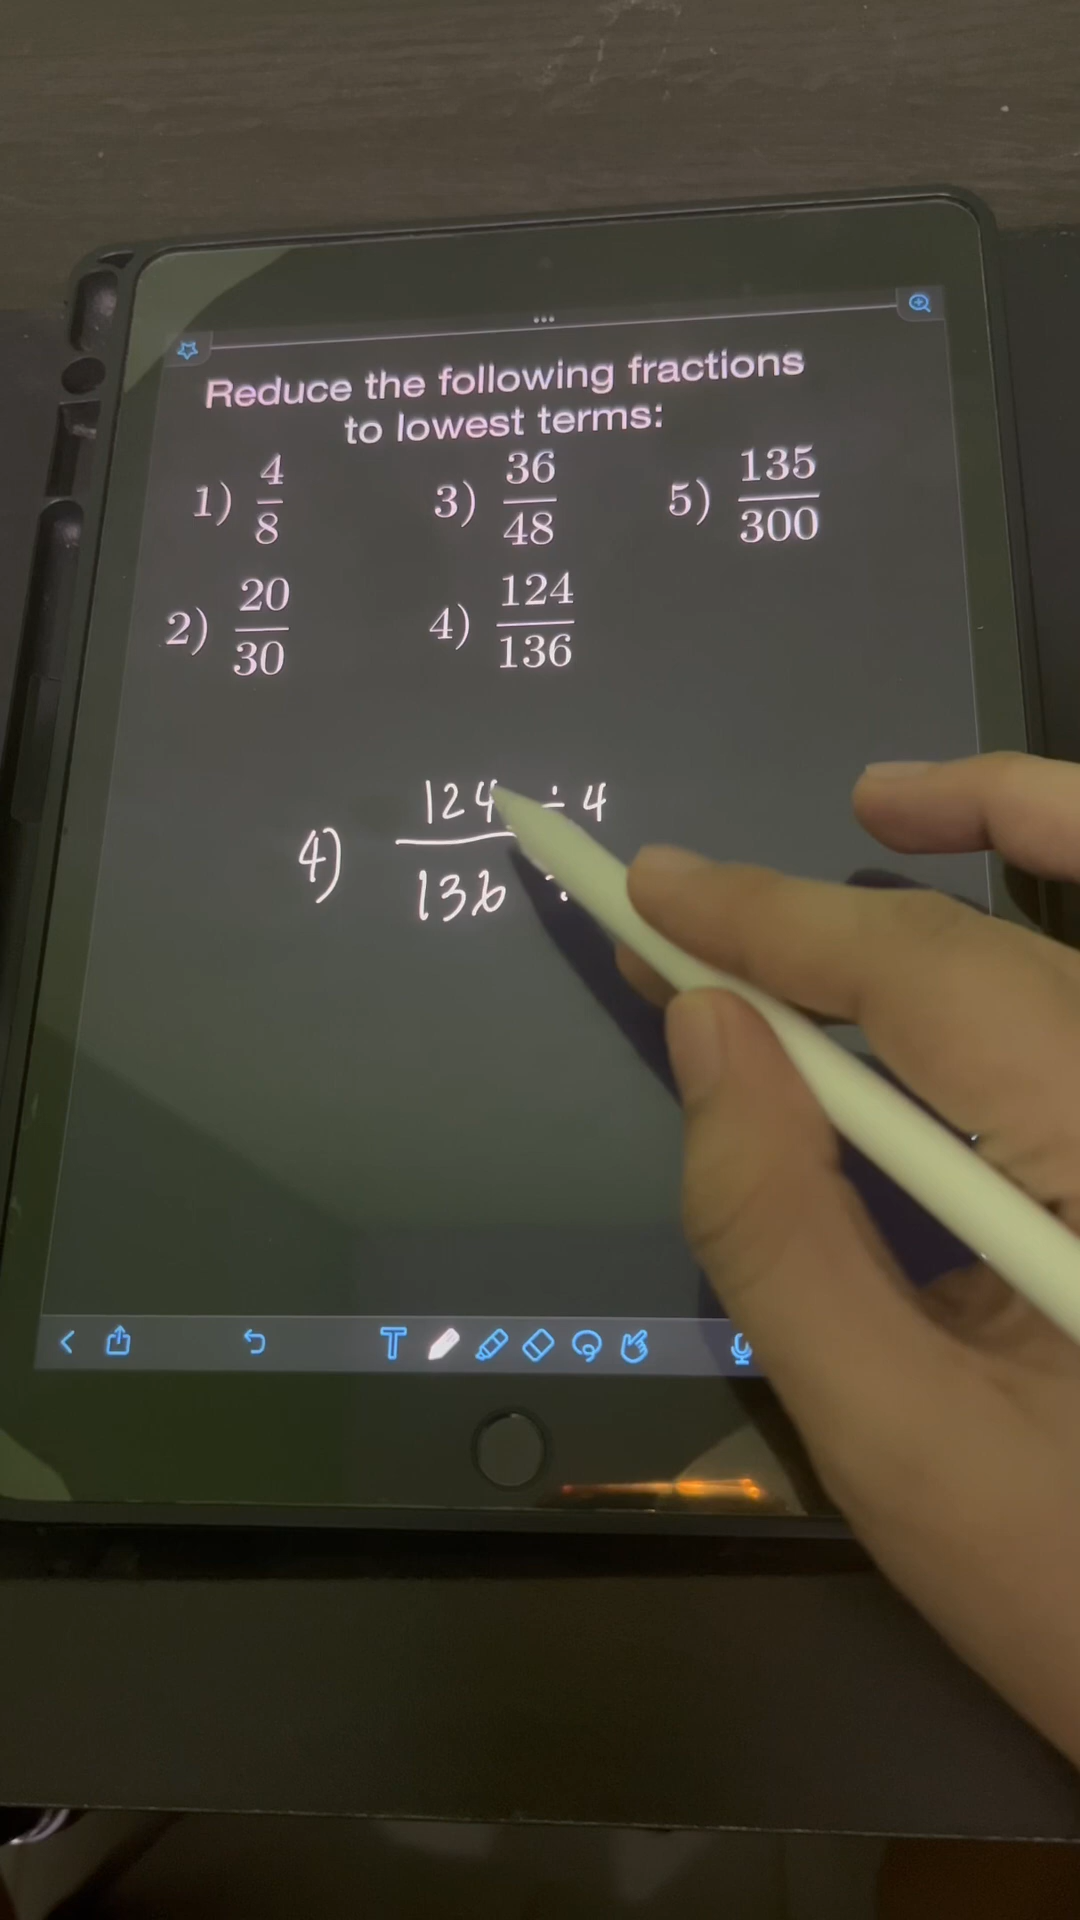 Reduce the following fractions
to lowest terms:
1) 4/8
3) 36/48
5) 135/300
2) 20/30
4) 124/136
4) 124 ÷ 4
136 ÷
T